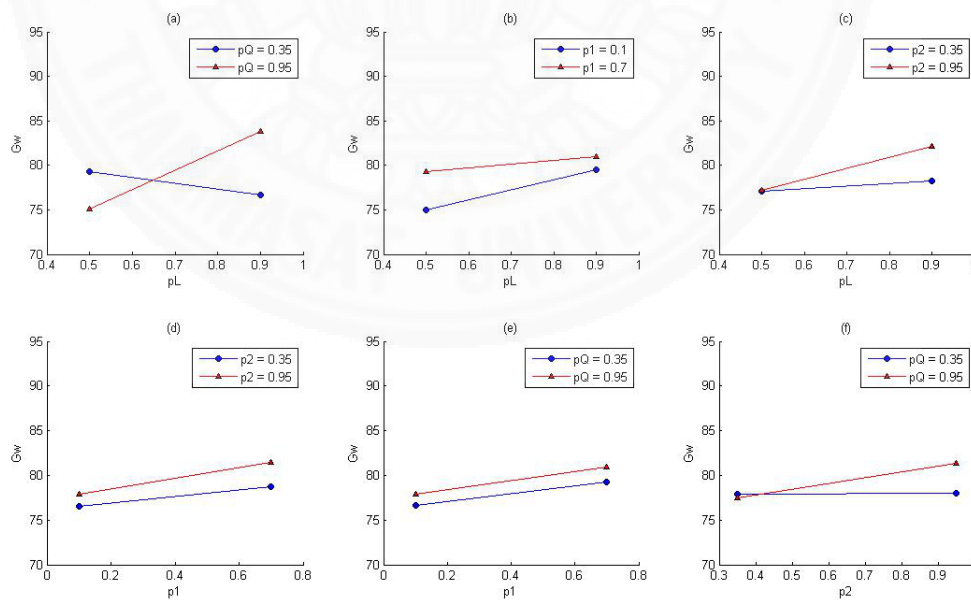 (a)
95
90
85
80
75
70
0.4 0.5 0.6 0.7 0.8 0.9 1
Gw
pL
pQ = 0.35
pQ = 0.95
(b)
95
90
85
80
75
70
0.4 0.5 0.6 0.7 0.8 0.9 1
Gw
pL
p1 = 0.1
p1 = 0.7
(c)
95
90
85
80
75
70
0.4 0.5 0.6 0.7 0.8 0.9
Gw
pL
p2 = 0.35
p2 = 0.95
(d)
95
90
85
80
75
70
0 0.2 0.4 0.6 0.8
Gw
p1
p2 = 0.35
p2 = 0.95
(e)
95
90
85
80
75
70
0 0.2 0.4 0.6 0.8
Gw
p1
pQ = 0.35
pQ = 0.95
(f)
95
90
85
80
75
70
0.3 0.4 0.5 0.6 0.7 0.8 0.9
Gw
p2
pQ = 0.35
pQ = 0.95